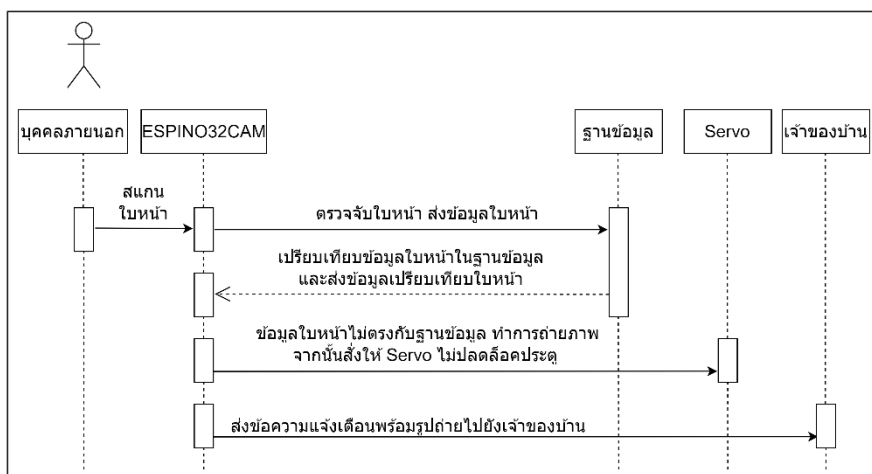 บุคคลภายนอก
ESPINO32CAM
ฐานข้อมูล
Servo
เจ้าของบ้าน
สแกน
ใบหน้า
ตรวจจับใบหน้า ส่งข้อมูลใบหน้า
เปรียบเทียบข้อมูลใบหน้าในฐานข้อมูล
และส่งข้อมูลเปรียบเทียบใบหน้า
ข้อมูลใบหน้าไม่ตรงกับฐานข้อมูล ทำการถ่ายภาพ
จากนั้นสั่งให้ Servo ไม่ปลดล็อคประตู
ส่งข้อความแจ้งเตือนพร้อมรูปถ่ายไปยังเจ้าของบ้าน